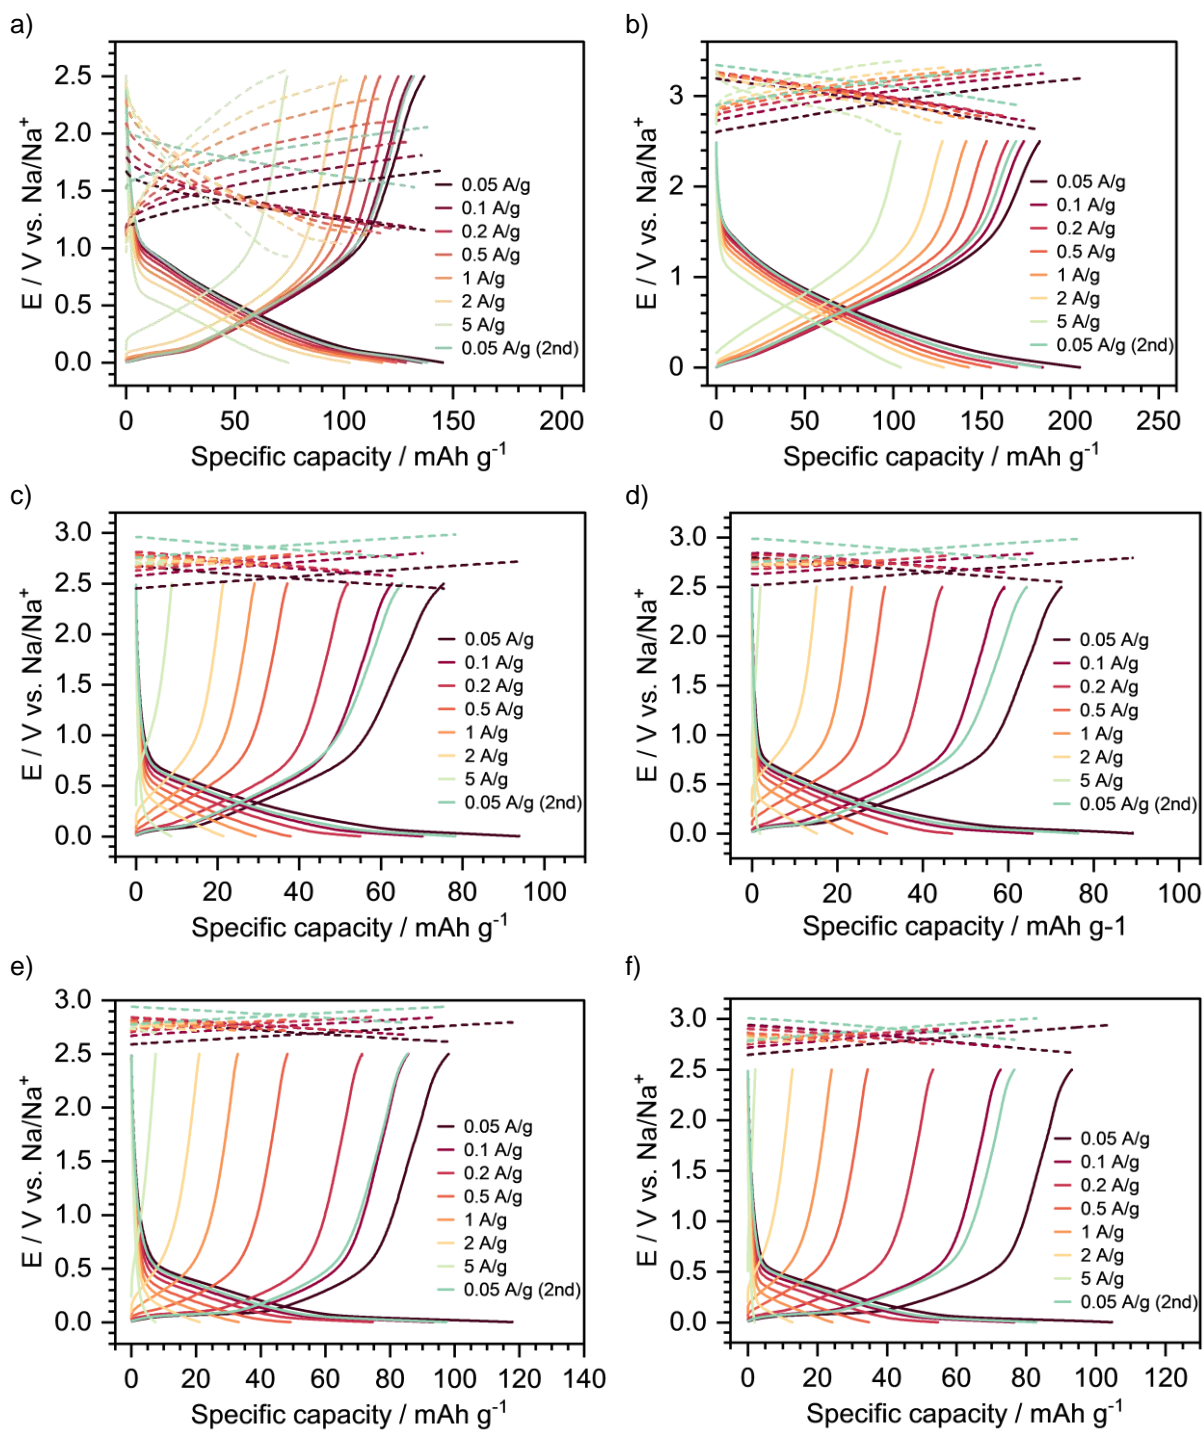 a)
2.5
2.0
1.5
1.0
0.5
0.0
E / V vs. Na/Na⁺
0.05 A/g
0.1 A/g
0.2 A/g
0.5 A/g
1 A/g
2 A/g
5 A/g
0.05 A/g (2nd)
0 50 100 150 200
Specific capacity / mAh g⁻¹
b)
3
2
1
0
E / V vs. Na/Na⁺
0.05 A/g
0.1 A/g
0.2 A/g
0.5 A/g
1 A/g
2 A/g
5 A/g
0.05 A/g (2nd)
0 50 100 150 200 250
Specific capacity / mAh g⁻¹
c)
3.0
2.5
2.0
1.5
1.0
0.5
0.0
E / V vs. Na/Na⁺
0.05 A/g
0.1 A/g
0.2 A/g
0.5 A/g
1 A/g
2 A/g
5 A/g
0.05 A/g (2nd)
0 20 40 60 80 100
Specific capacity / mAh g⁻¹
d)
3.0
2.5
2.0
1.5
1.0
0.5
0.0
E / V vs. Na/Na⁺
0.05 A/g
0.1 A/g
0.2 A/g
0.5 A/g
1 A/g
2 A/g
5 A/g
0.05 A/g (2nd)
0 20 40 60 80 100
Specific capacity / mAh g-1
e)
3.0
2.5
2.0
1.5
1.0
0.5
0.0
E / V vs. Na/Na⁺
0.05 A/g
0.1 A/g
0.2 A/g
0.5 A/g
1 A/g
2 A/g
5 A/g
0.05 A/g (2nd)
0 20 40 60 80 100 120 140
Specific capacity / mAh g⁻¹
f)
3.0
2.5
2.0
1.5
1.0
0.5
0.0
E / V vs. Na/Na⁺
0.05 A/g
0.1 A/g
0.2 A/g
0.5 A/g
1 A/g
2 A/g
5 A/g
0.05 A/g (2nd)
0 20 40 60 80 100 120
Specific capacity / mAh g⁻¹